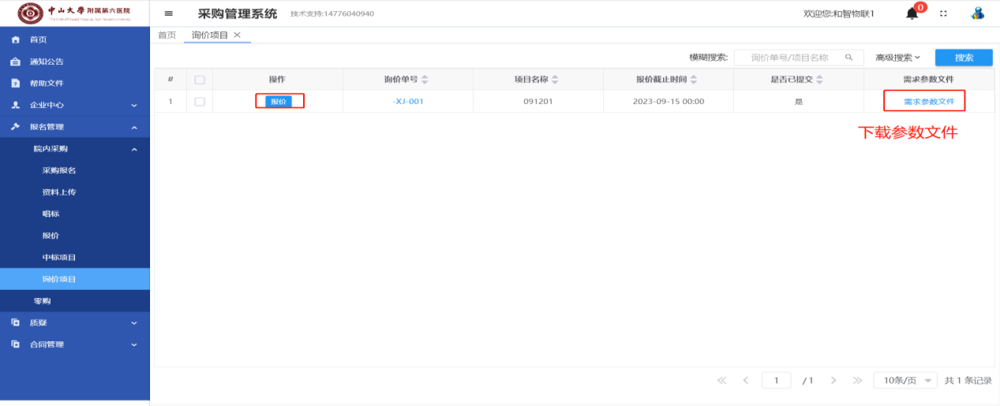 中山大学附属第六医院
采购管理系统 技术支持:14776040940
欢迎您:和智物联1
0
首页
通知公告
帮助文件
企业中心
报名管理
院内采购
采购报名
资料上传
唱标
报价
中标项目
询价项目
零购
质疑
合同管理
首页 询价项目
模糊搜索: 询价单号/项目名称 高级搜索 搜索
# 操作 询价单号 项目名称 报价截止时间 是否已提交 需求参数文件
1 报价 -XJ-001 091201 2023-09-15 00:00 是 需求参数文件
下载参数文件
1 /1 10条/页 共 1 条记录